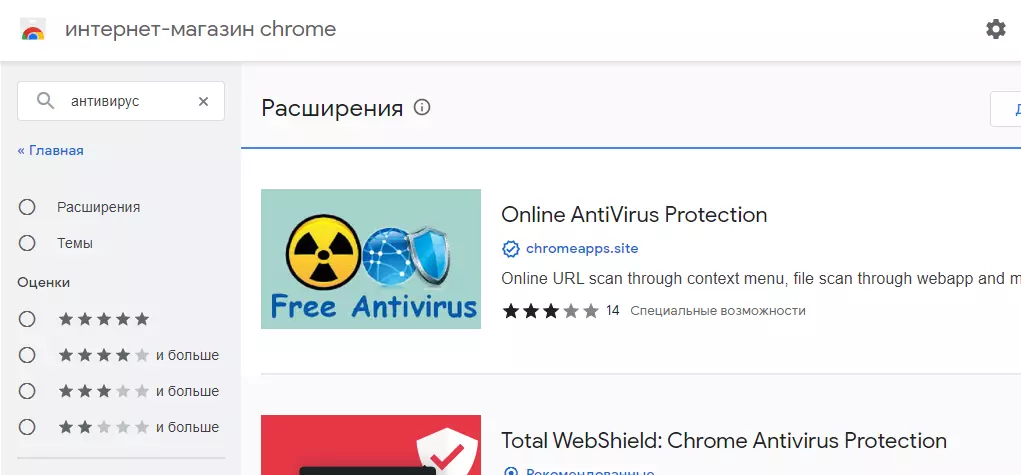 интернет-магазин chrome
антивирус
« Главная
Расширения
Темы
Оценки
и больше
и больше
и больше
Расширения
Free Antivirus
Online AntiVirus Protection
chromeapps.site
Online URL scan through context menu, file scan through webapp and m
14 Специальные возможности
Total WebShield: Chrome Antivirus Protection
Рекомендованные